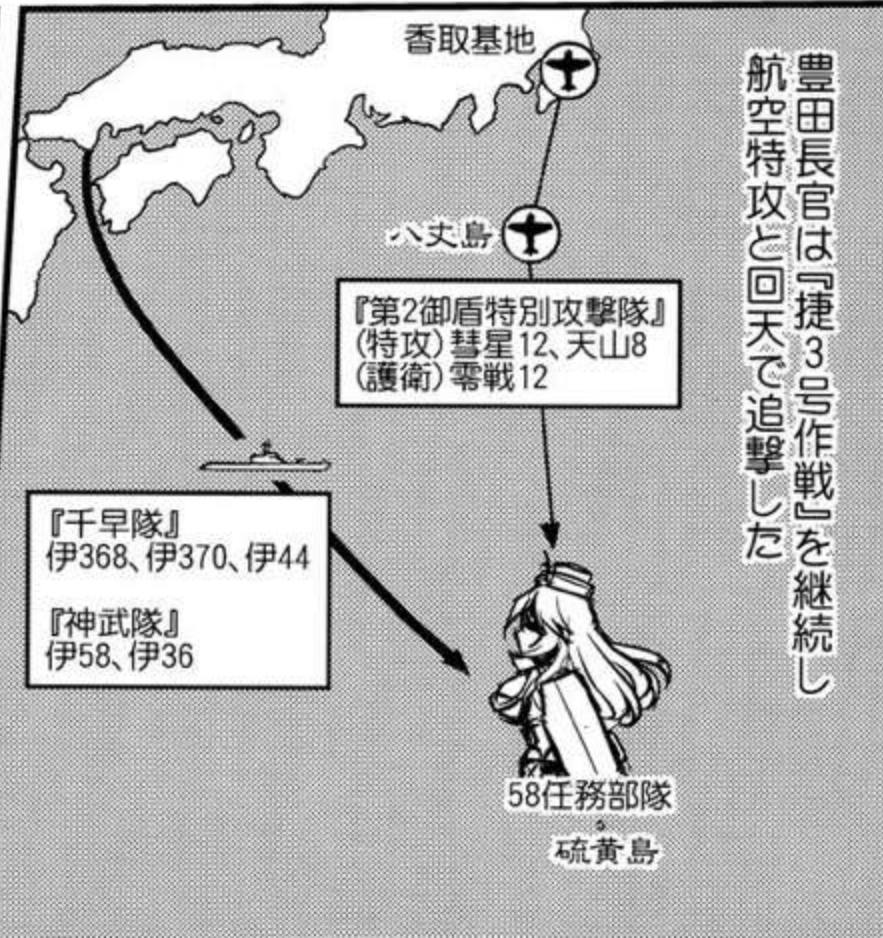 豊田長官は『捷3号作戦』を継続し
航空特攻と回天で追撃した
香取基地
八丈島
『第2御盾特別攻撃隊』
(特攻)彗星12、天山8
(護衛)零戦12
『千早隊』
伊368、伊370、伊44
『神武隊』
伊58、伊36
58任務部隊
硫黄島